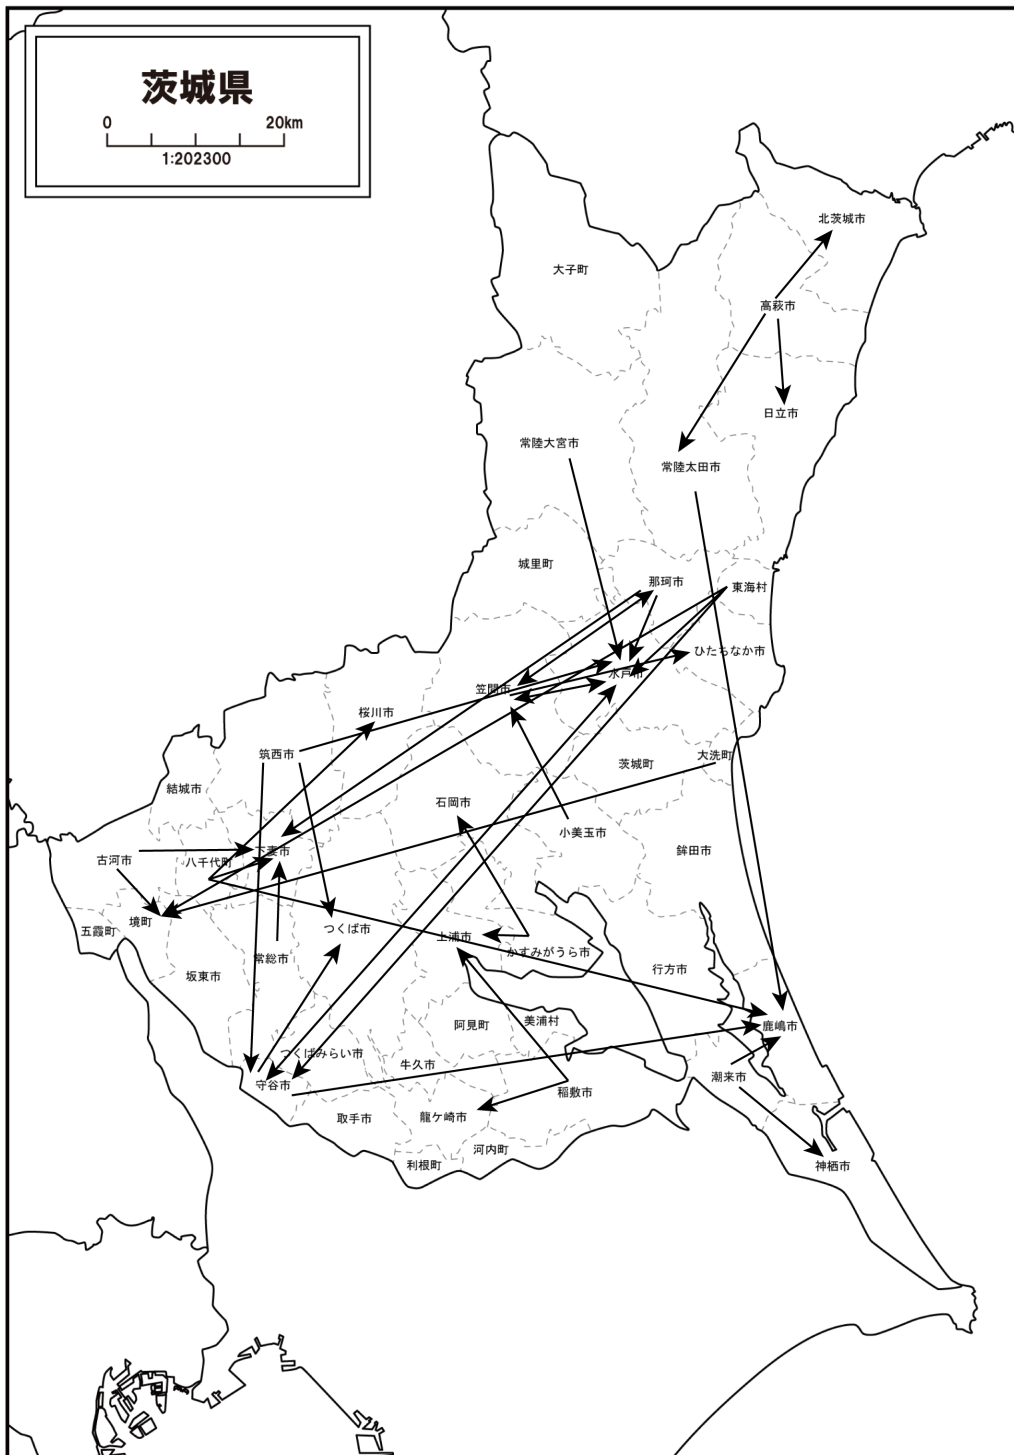 茨城県
0 20km
1:202300
北茨城市
大子町
高萩市
日立市
常陸大宮市
常陸太田市
城里町
那珂市
東海村
ひたちなか市
水戸市
笠間市
桜川市
筑西市
大洗町
茨城町
結城市
石岡市
小美玉市
下妻市
鉾田市
古河市
八千代町
境町
五霞町
つくば市
土浦市
かすみがうら市
常総市
坂東市
行方市
美浦村
阿見町
鹿嶋市
つくばみらい市
牛久市
潮来市
守谷市
稲敷市
取手市
龍ケ崎市
河内町
利根町
神栖市